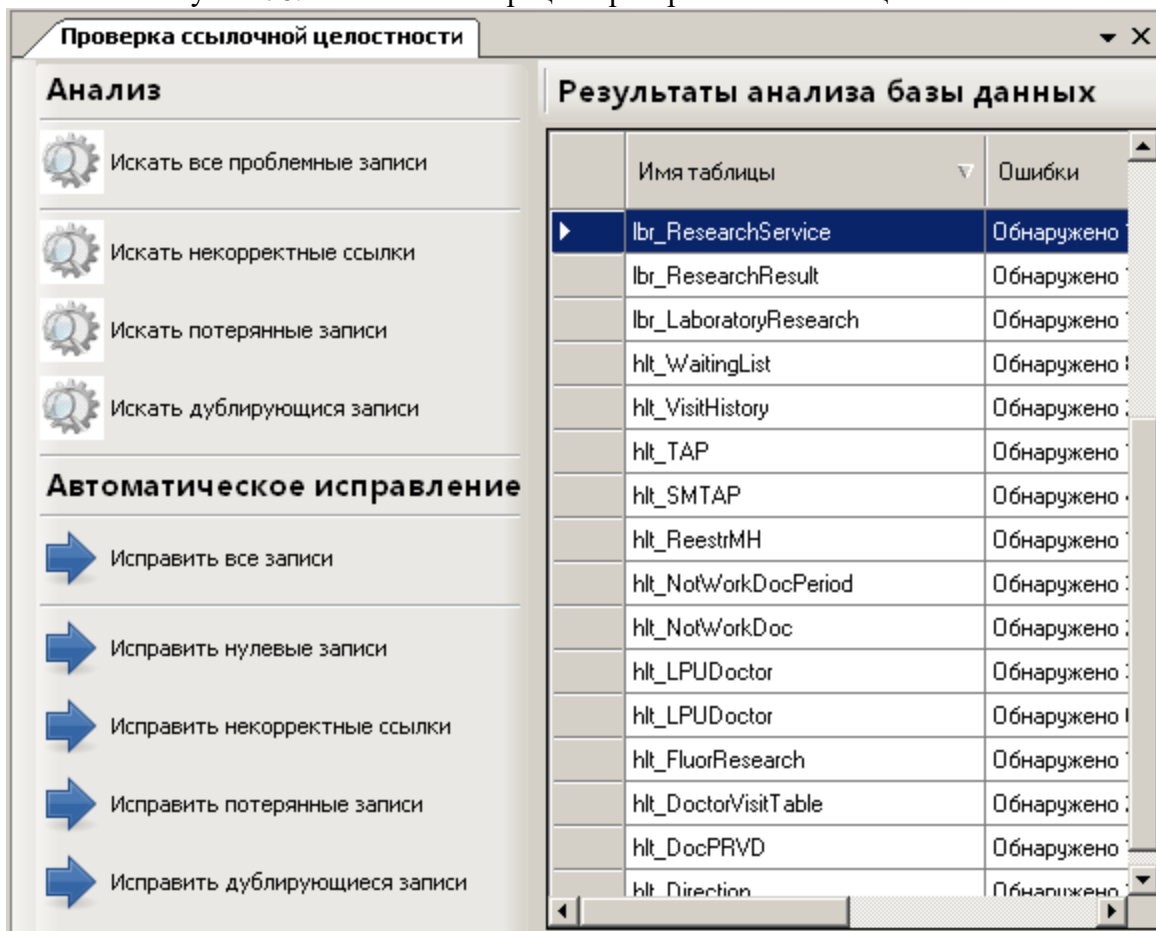 Проверка ссылочной целостности
Анализ
Искать все проблемные записи
Искать некорректные ссылки
Искать потерянные записи
Искать дублирующися записи
Автоматическое исправление
Исправить все записи
Исправить нулевые записи
Исправить некорректные ссылки
Исправить потерянные записи
Исправить дублирующиеся записи
Результаты анализа базы данных
Имя таблицы Ошибки
lbr_ResearchService Обнаружено
lbr_ResearchResult Обнаружено
lbr_LaboratoryResearch Обнаружено
hlt_WaitingList Обнаружено
hlt_VisitHistory Обнаружено
hlt_TAP Обнаружено
hlt_SMTAP Обнаружено
hlt_ReestrMH Обнаружено
hlt_NotWorkDocPeriod Обнаружено
hlt_NotWorkDoc Обнаружено
hlt_LPUDoctor Обнаружено
hlt_LPUDoctor Обнаружено
hlt_FluorResearch Обнаружено
hlt_DoctorVisitTable Обнаружено
hlt_DocPRVD Обнаружено
hlt_Direction Обнаружено